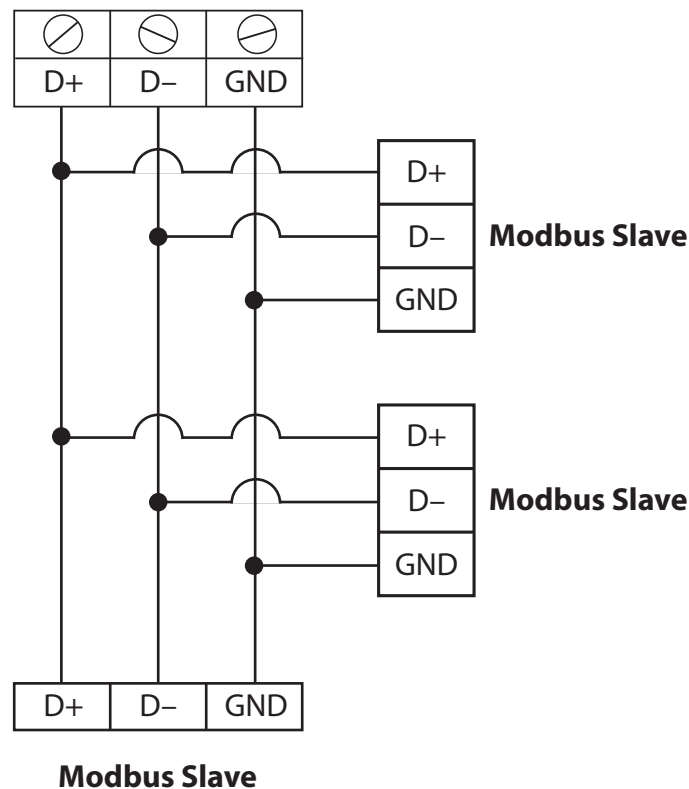 D+ D– GND
D+
D– Modbus Slave
GND
D+
D– Modbus Slave
GND
D+ D– GND
Modbus Slave